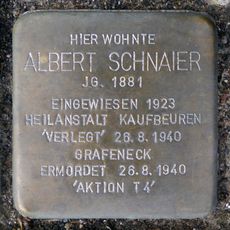 HIER WOHNTE
ALBERT SCHNAIER
JG. 1881
EINGEWIESEN 1923
HEILANSTALT KAUFBEUREN
'VERLEGT' 26.8.1940
GRAFENECK
ERMORDET 26.8.1940
'AKTION T4'